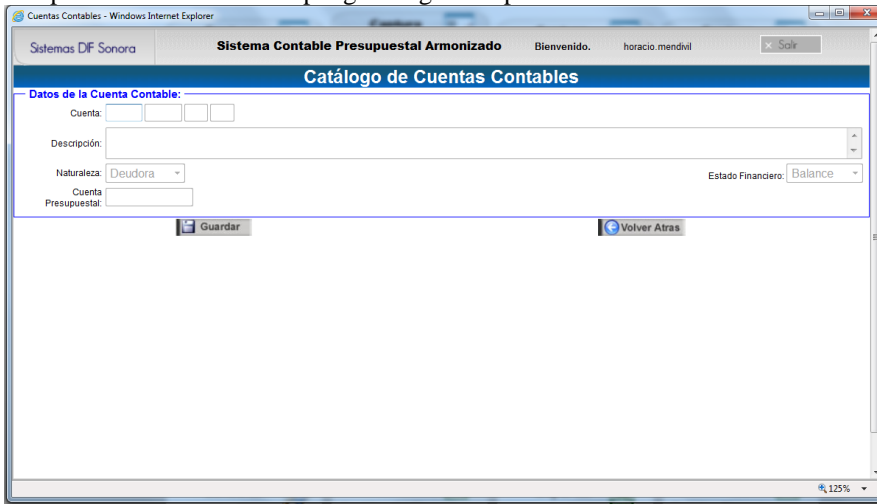 Cuentas Contables - Windows Internet Explorer
Sistemas DIF Sonora Sistema Contable Presupuestal Armonizado Bienvenido. horacio.mendivil × Salir
Catálogo de Cuentas Contables
Datos de la Cuenta Contable:
Cuenta:
Descripción:
Naturaleza: Deudora Estado Financiero: Balance
Cuenta
Presupuestal:
Guardar Volver Atras
125%